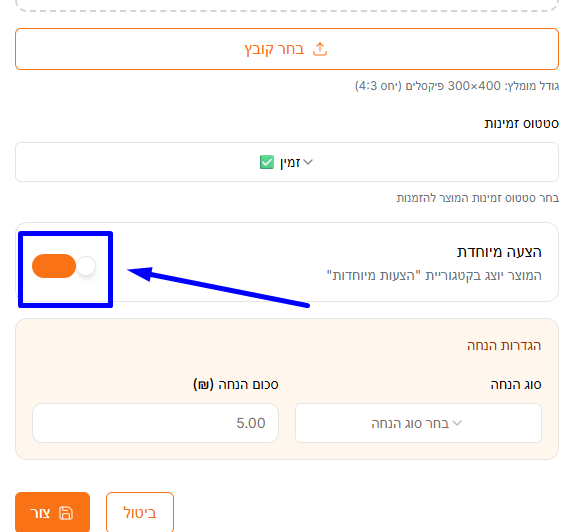 בחר קובץ
גודל מומלץ: 400×300 פיקסלים (יחס 4:3)
סטטוס זמינות
זמין ✅
בחר סטטוס זמינות המוצר להזמנות
הצעה מיוחדת
המוצר יוצג בקטגוריית "הצעות מיוחדות"
הגדרות הנחה
סוג הנחה
בחר סוג הנחה
סכום הנחה (₪)
5.00
ביטול
צור